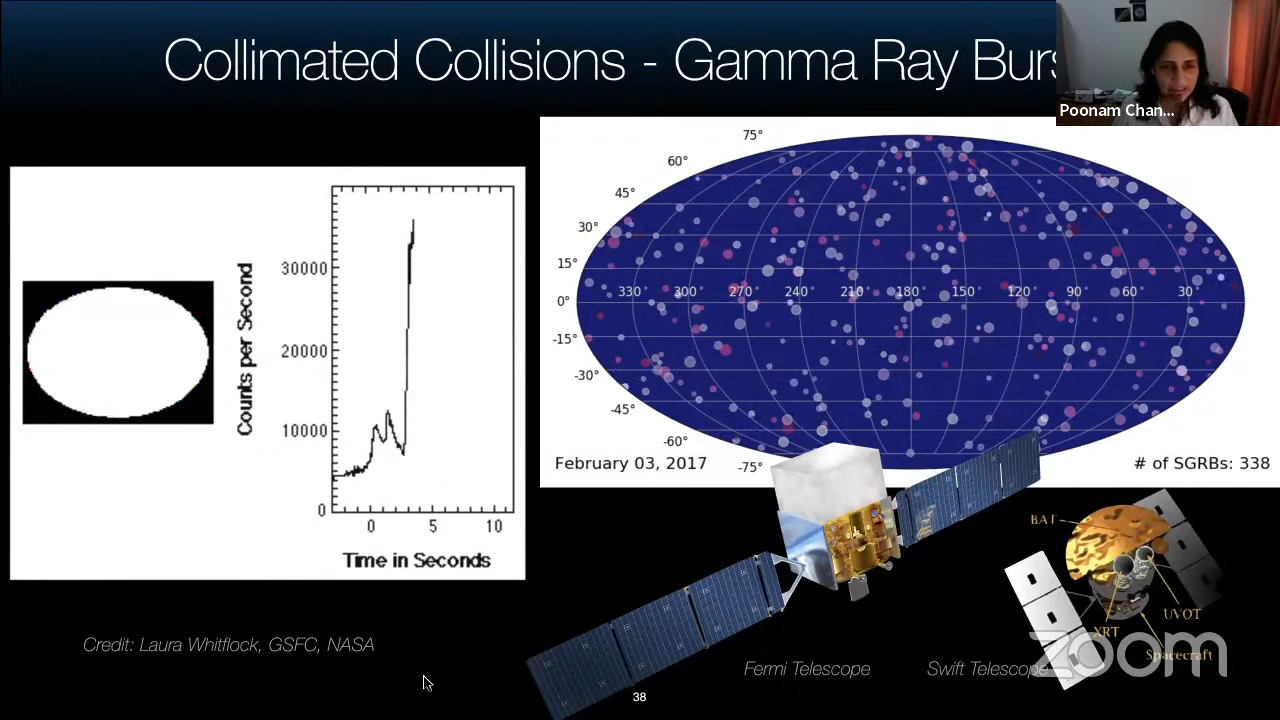 Collimated Collisions - Gamma Ray Burs
Poonam Chan...
75°
60°
45°
30°
15°
0°
-15°
-30°
-45°
-60°
-75°
330 300 270 240 210 180 150 120 90 60 30
February 03, 2017
# of SGRBs: 338
Counts per Second
30000
20000
10000
0
0 5 10
Time in Seconds
Credit: Laura Whitflock, GSFC, NASA
BAT
UVOT
XRT
Spacecraft
Fermi Telescope
Swift Telescope
zoom
38